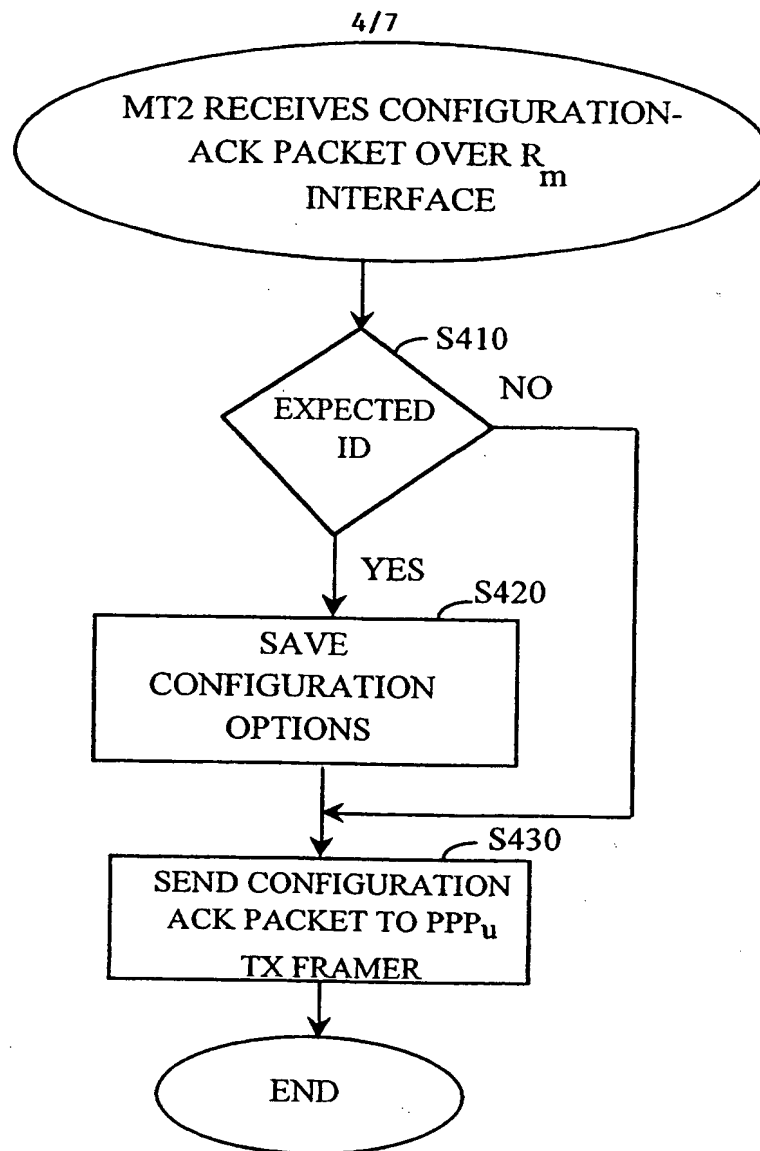 4/7
MT2 RECEIVES CONFIGURATION-
ACK PACKET OVER Rm
INTERFACE
S410
NO
EXPECTED
ID
YES
S420
SAVE
CONFIGURATION
OPTIONS
S430
SEND CONFIGURATION
ACK PACKET TO PPPu
TX FRAMER
END